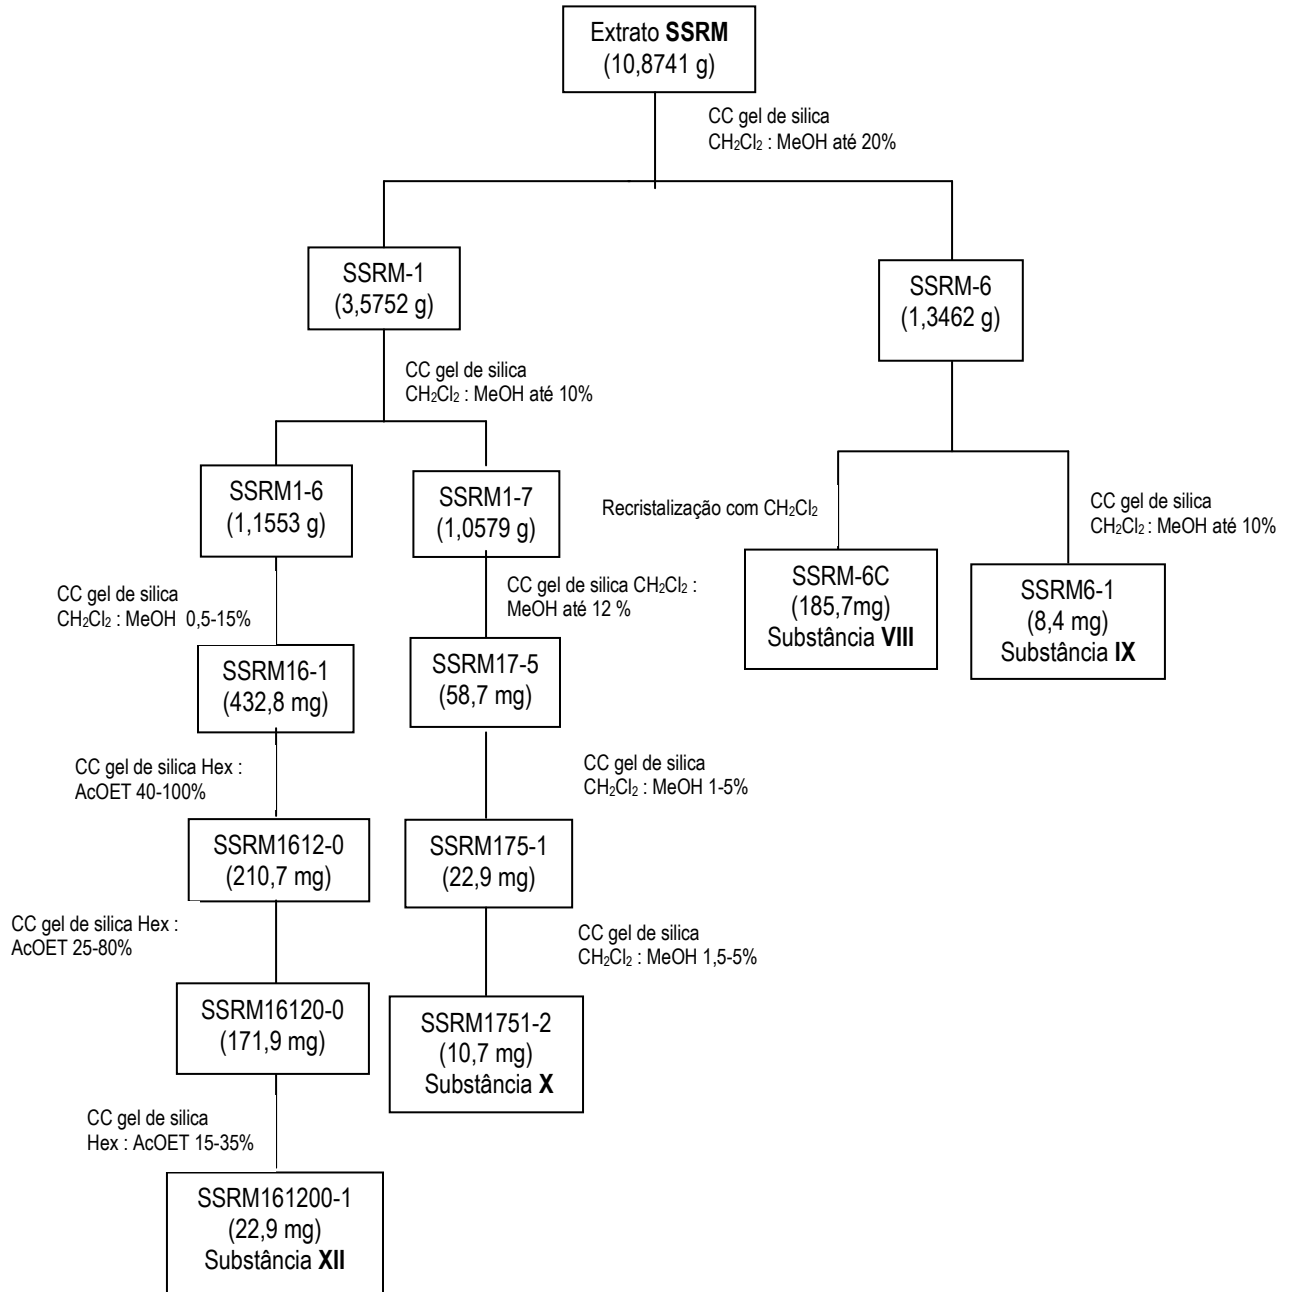 Extrato SSRM
(10,8741 g)
CC gel de silica
CH₂Cl₂ : MeOH até 20%
SSRM-1
(3,5752 g)
SSRM-6
(1,3462 g)
CC gel de silica
CH₂Cl₂ : MeOH até 10%
SSRM1-6
(1,1553 g)
SSRM1-7
(1,0579 g)
Recristalização com CH₂Cl₂
CC gel de silica
CH₂Cl₂ : MeOH até 10%
SSRM-6C
(185,7mg)
Substância VIII
SSRM6-1
(8,4 mg)
Substância IX
CC gel de silica
CH₂Cl₂ : MeOH 0,5-15%
CC gel de silica CH₂Cl₂ :
MeOH até 12 %
SSRM16-1
(432,8 mg)
SSRM17-5
(58,7 mg)
CC gel de silica Hex :
AcOET 40-100%
CC gel de silica
CH₂Cl₂ : MeOH 1-5%
SSRM1612-0
(210,7 mg)
SSRM175-1
(22,9 mg)
CC gel de silica Hex :
AcOET 25-80%
CC gel de silica
CH₂Cl₂ : MeOH 1,5-5%
SSRM16120-0
(171,9 mg)
SSRM1751-2
(10,7 mg)
Substância X
CC gel de silica
Hex : AcOET 15-35%
SSRM161200-1
(22,9 mg)
Substância XII